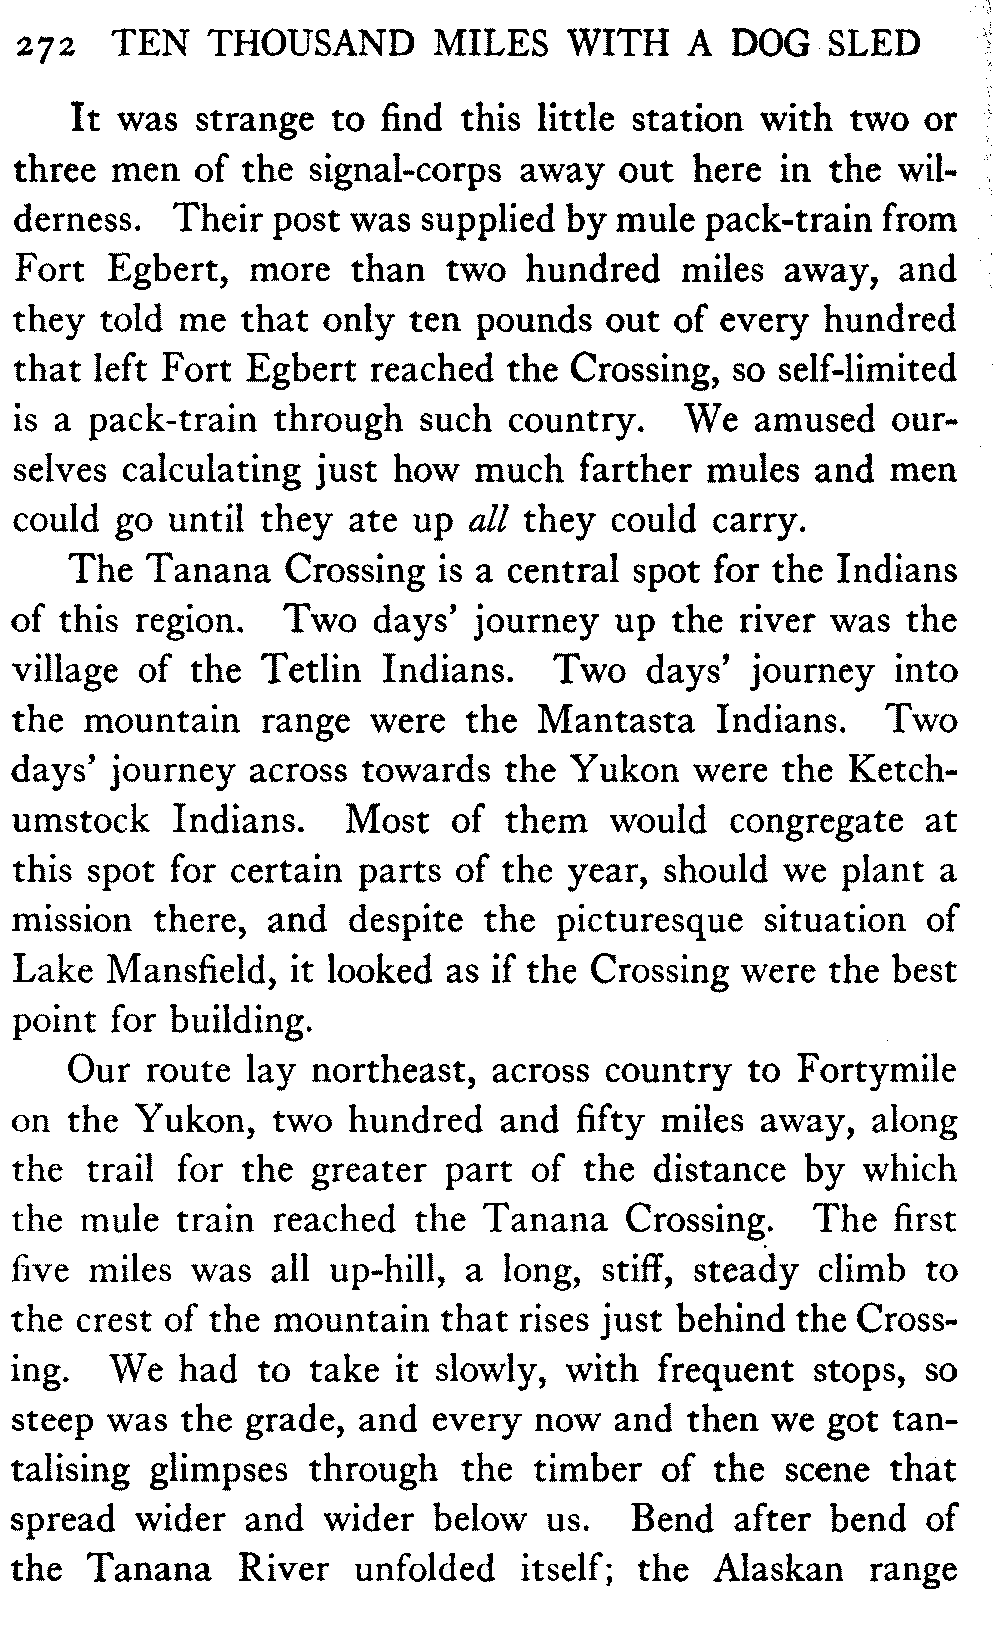 272 TEN THOUSAND MILES WITH A DOG SLED
It was strange to find this little station with two or
three men of the signal-corps away out here in the wil-
derness. Their post was supplied by mule pack-train from
Fort Egbert, more than two hundred miles away, and
they told me that only ten pounds out of every hundred
that left Fort Egbert reached the Crossing, so self-limited
is a pack-train through such country. We amused our-
selves calculating just how much farther mules and men
could go until they ate up all they could carry.
The Tanana Crossing is a central spot for the Indians
of this region. Two days' journey up the river was the
village of the Tetlin Indians. Two days' journey into
the mountain range were the Mantasta Indians. Two
days' journey across towards the Yukon were the Ketch-
umstock Indians. Most of them would congregate at
this spot for certain parts of the year, should we plant a
mission there, and despite the picturesque situation of
Lake Mansfield, it looked as if the Crossing were the best
point for building.
Our route lay northeast, across country to Fortymile
on the Yukon, two hundred and fifty miles away, along
the trail for the greater part of the distance by which
the mule train reached the Tanana Crossing. The first
five miles was all up-hill, a long, stiff, steady climb to
the crest of the mountain that rises just behind the Cross-
ing. We had to take it slowly, with frequent stops, so
steep was the grade, and every now and then we got tan-
talising glimpses through the timber of the scene that
spread wider and wider below us. Bend after bend of
the Tanana River unfolded itself; the Alaskan range